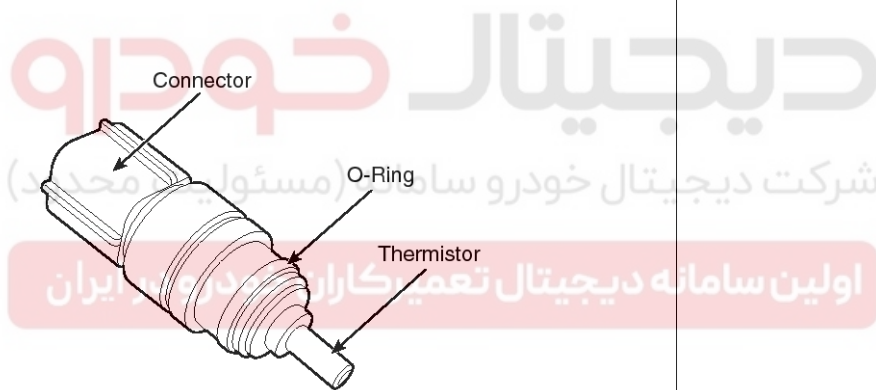 دیجیتال خودرو
Connector
O-Ring
شرکت دیجیتال خودرو سامانه (مسئولیت محدود)
Thermistor
اولین سامانه دیجیتال تعمیرکاران خودرو در ایران